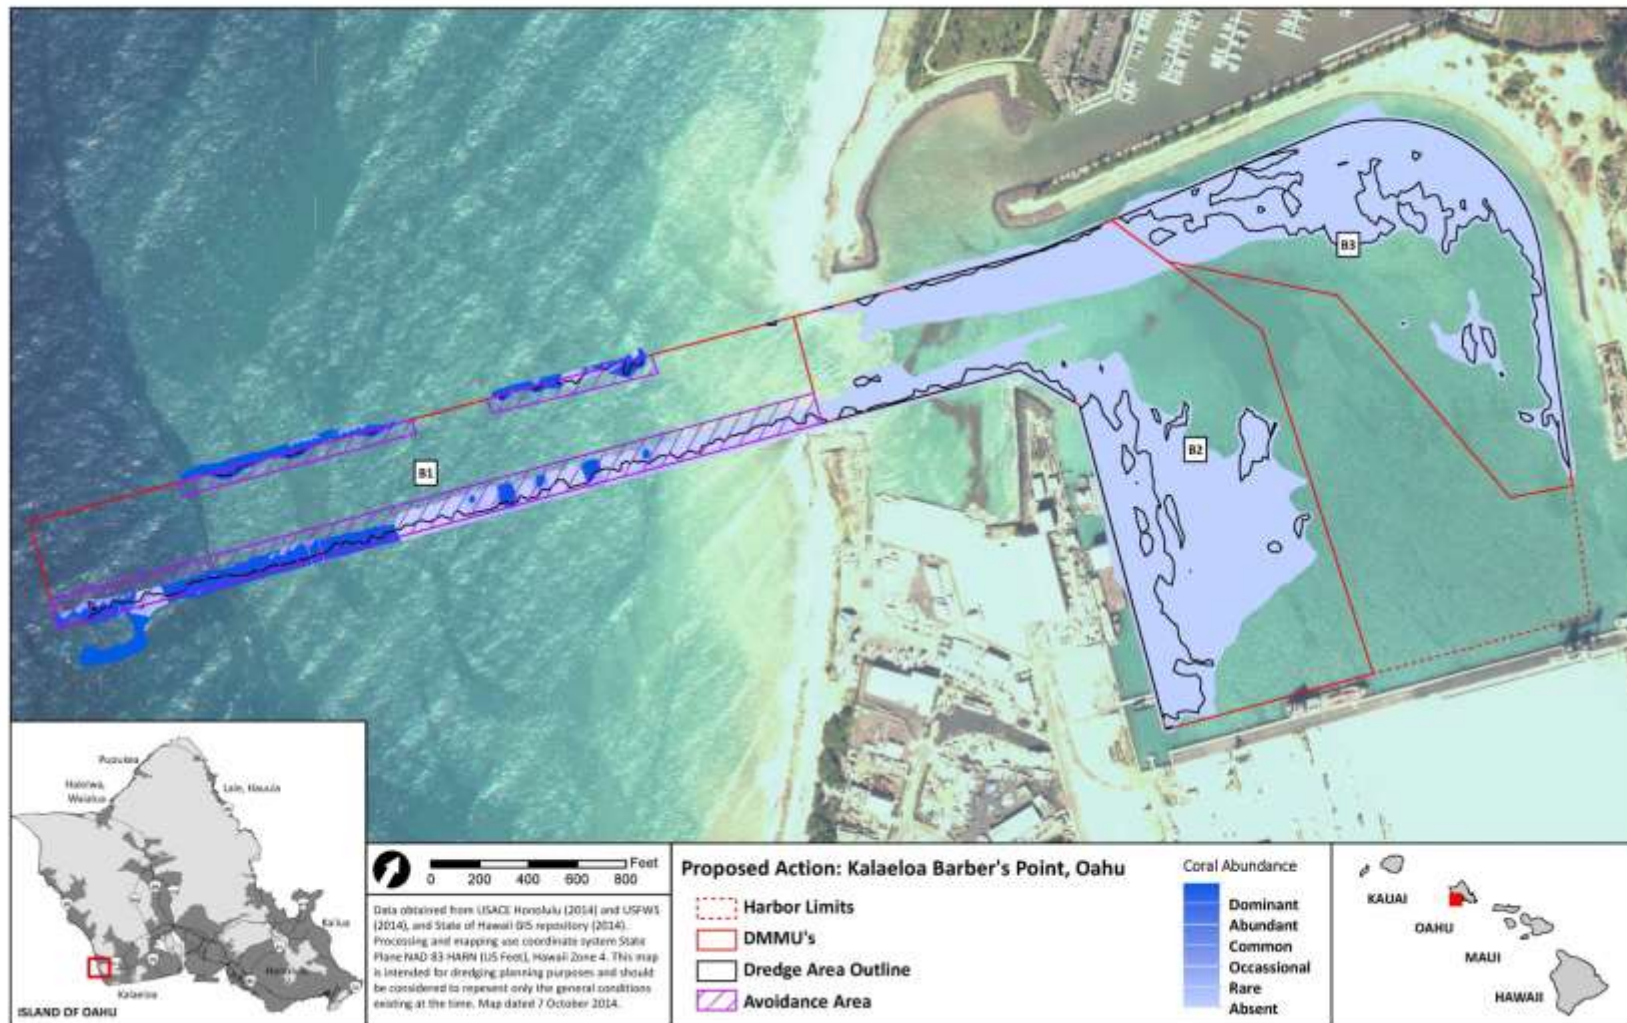 B3
B2
B1
Pupukea
Haleiwa,
Waialua
Laie, Hauula
Kailua
Kalaeloa
ISLAND OF OAHU
Feet
0 200 400 600 800
Data obtained from USACE Honolulu (2014) and USFWS
(2014), and State of Hawaii GIS repository (2014).
Processing and mapping use coordinate system State
Plane NAD 83 HARN (US Feet), Hawaii Zone 4. This map
is intended for dredging planning purposes and should
be considered to repesent only the general conditions
existing at the time. Map dated 7 October 2014.
Proposed Action: Kalaeloa Barber's Point, Oahu
Harbor Limits
DMMU's
Dredge Area Outline
Avoidance Area
Coral Abundance
Dominant
Abundant
Common
Occassional
Rare
Absent
KAUAI
OAHU
MAUI
HAWAII